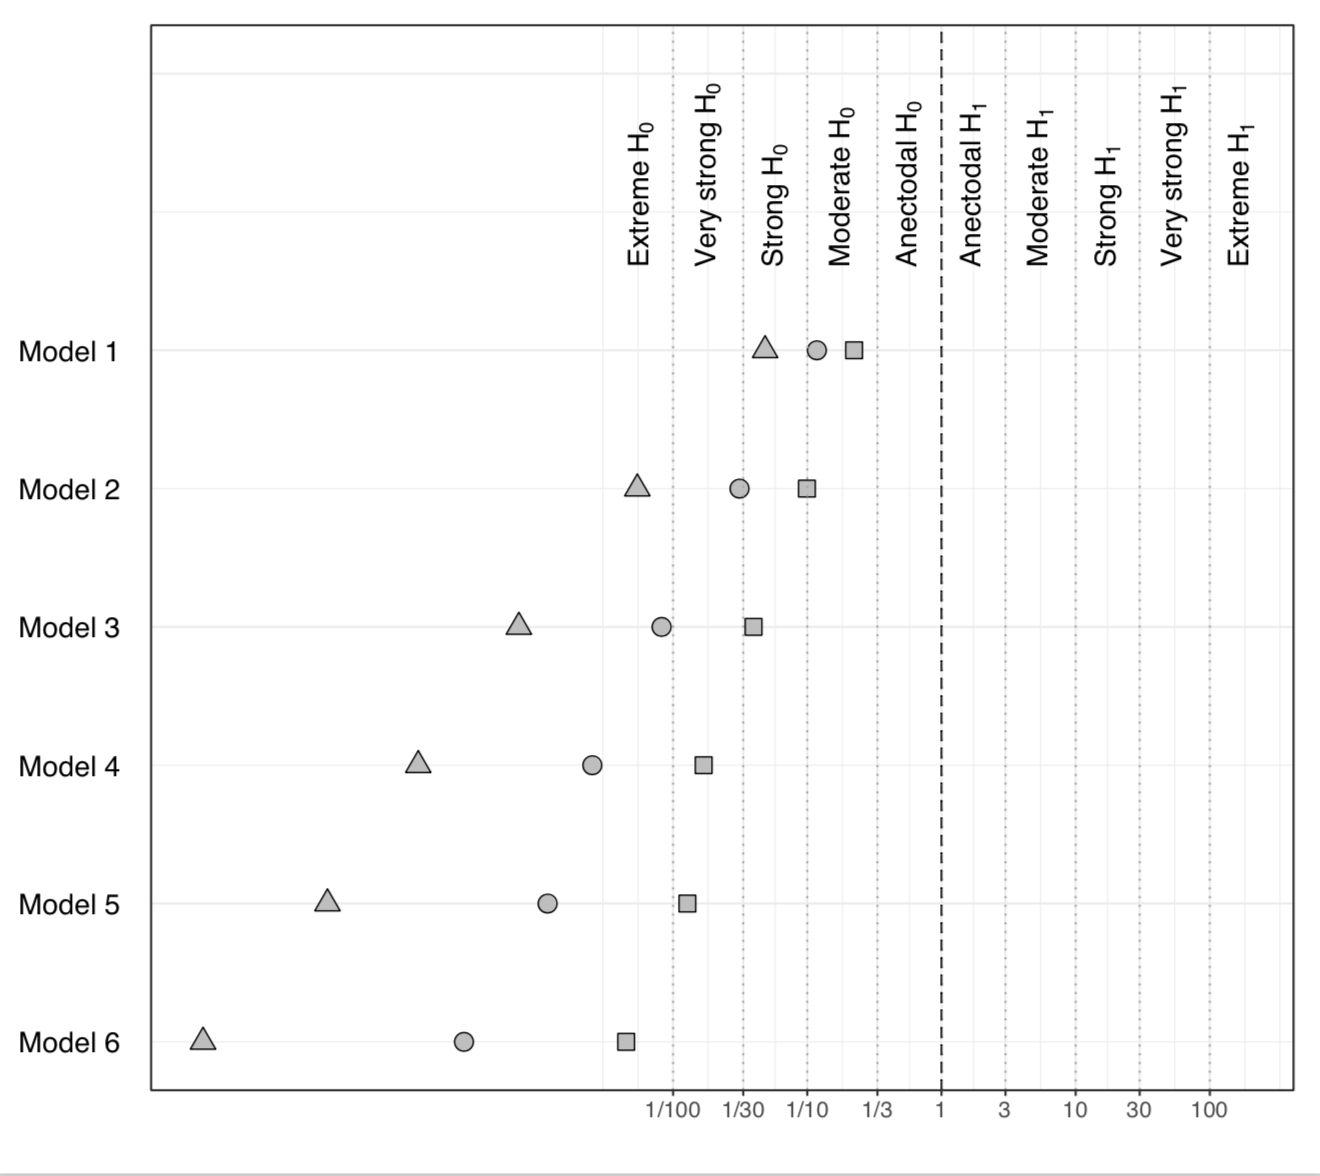 Extreme H₀
Very strong H₀
Strong H₀
Moderate H₀
Anectodal H₀
Anectodal H₁
Moderate H₁
Strong H₁
Very strong H₁
Extreme H₁
Model 1
Model 2
Model 3
Model 4
Model 5
Model 6
1/100 1/30 1/10 1/3 1 3 10 30 100